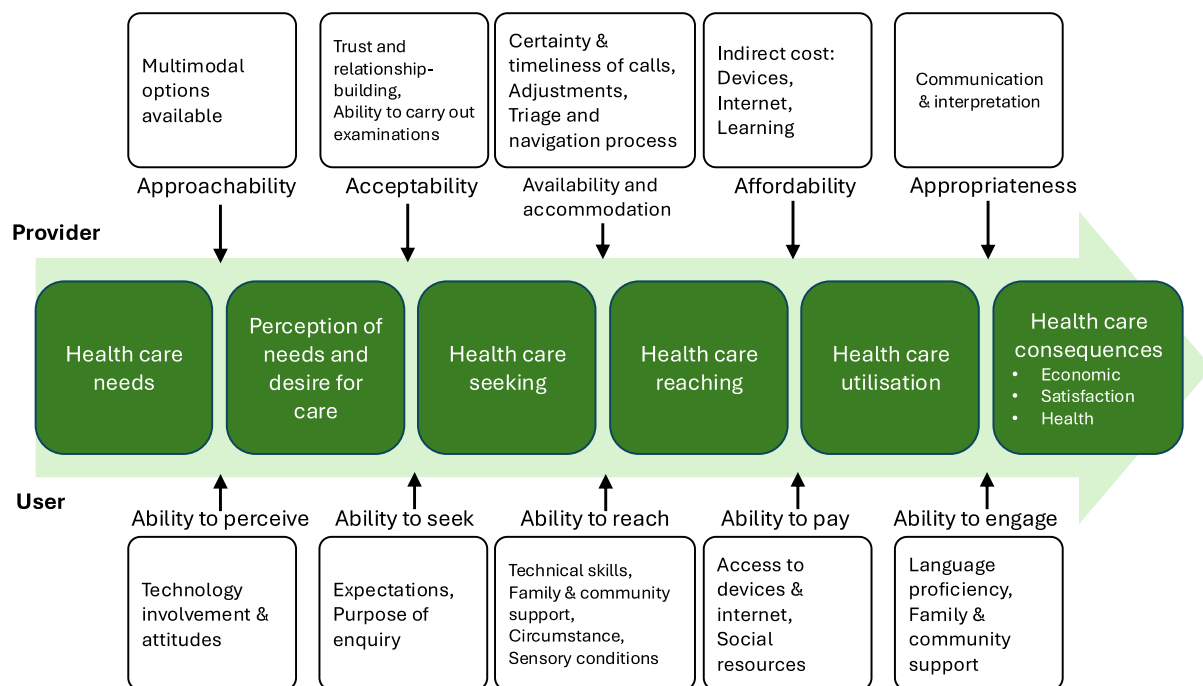 Multimodal
options
available
Trust and
relationship-
building,
Ability to carry out
examinations
Certainty &
timeliness of calls,
Adjustments,
Triage and
navigation process
Indirect cost:
Devices,
Internet,
Learning
Communication
& interpretation
Approachability
Acceptability
Availability and
accommodation
Affordability
Appropriateness
Provider
Health care
needs
Perception of
needs and
desire for
care
Health care
seeking
Health care
reaching
Health care
utilisation
Health care
consequences
• Economic
• Satisfaction
• Health
User
Ability to perceive
Ability to seek
Ability to reach
Ability to pay
Ability to engage
Technology
involvement &
attitudes
Expectations,
Purpose of
enquiry
Technical skills,
Family & community
support,
Circumstance,
Sensory conditions
Access to
devices &
internet,
Social
resources
Language
proficiency,
Family &
community
support